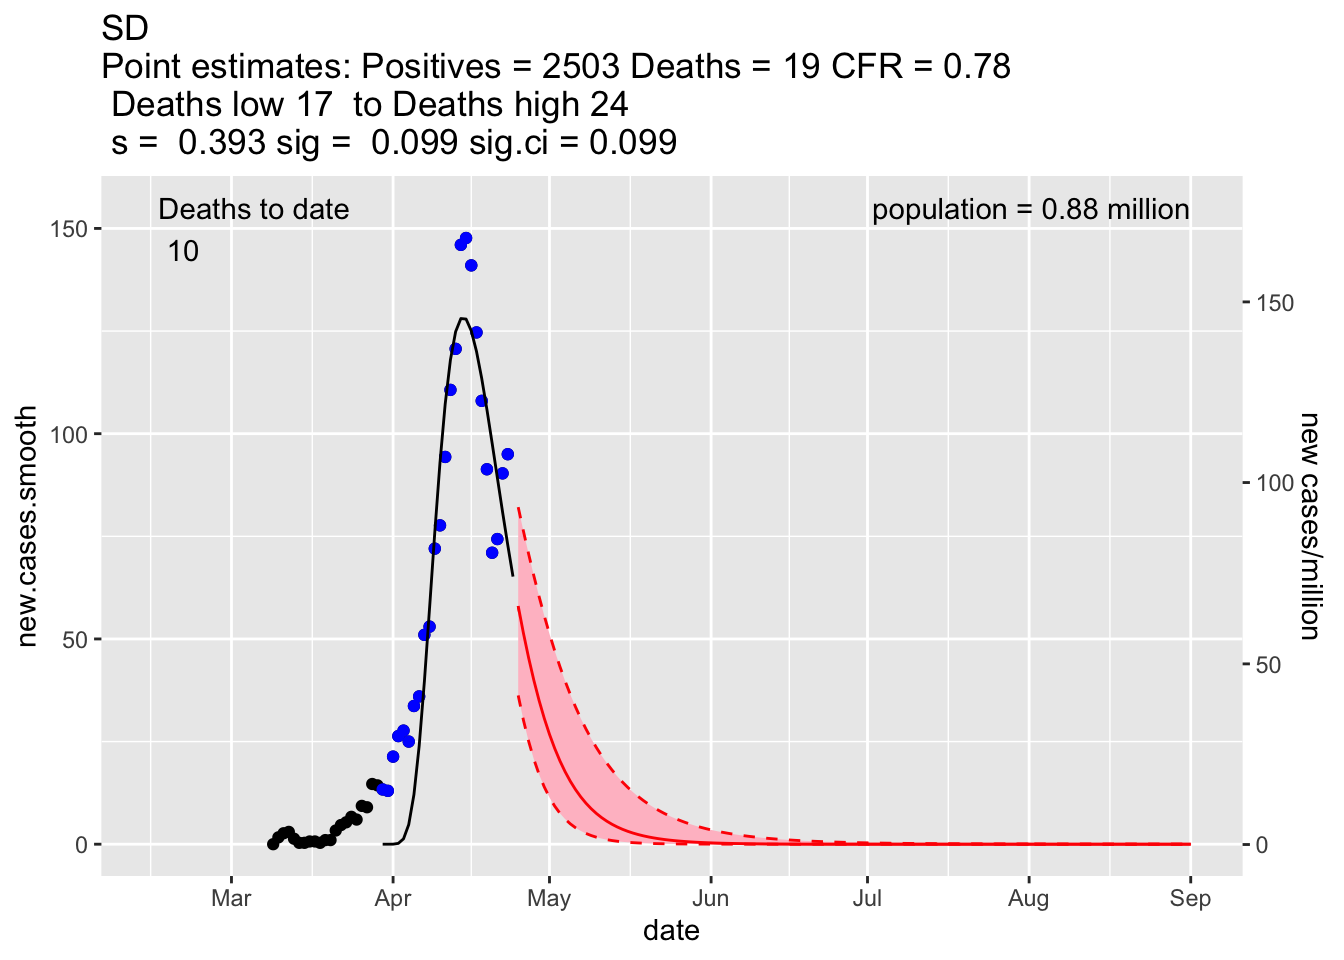 SD
Point estimates: Positives = 2503 Deaths = 19 CFR = 0.78
Deaths low 17  to Deaths high 24
s =  0.393 sig =  0.099 sig.ci = 0.099
Deaths to date
10
population = 0.88 million
150
100
50
0
new.cases.smooth
150
100
50
0
new cases/million
Mar
Apr
May
Jun
Jul
Aug
Sep
date